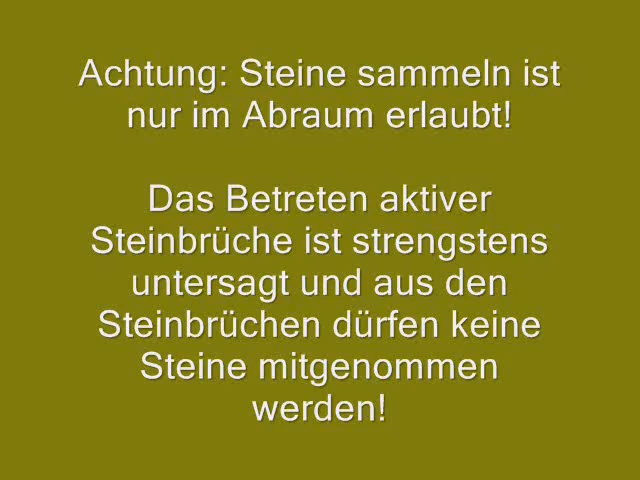 Achtung: Steine sammeln ist
nur im Abraum erlaubt!
Das Betreten aktiver
Steinbrüche ist strengstens
untersagt und aus den
Steinbrüchen dürfen keine
Steine mitgenommen
werden!